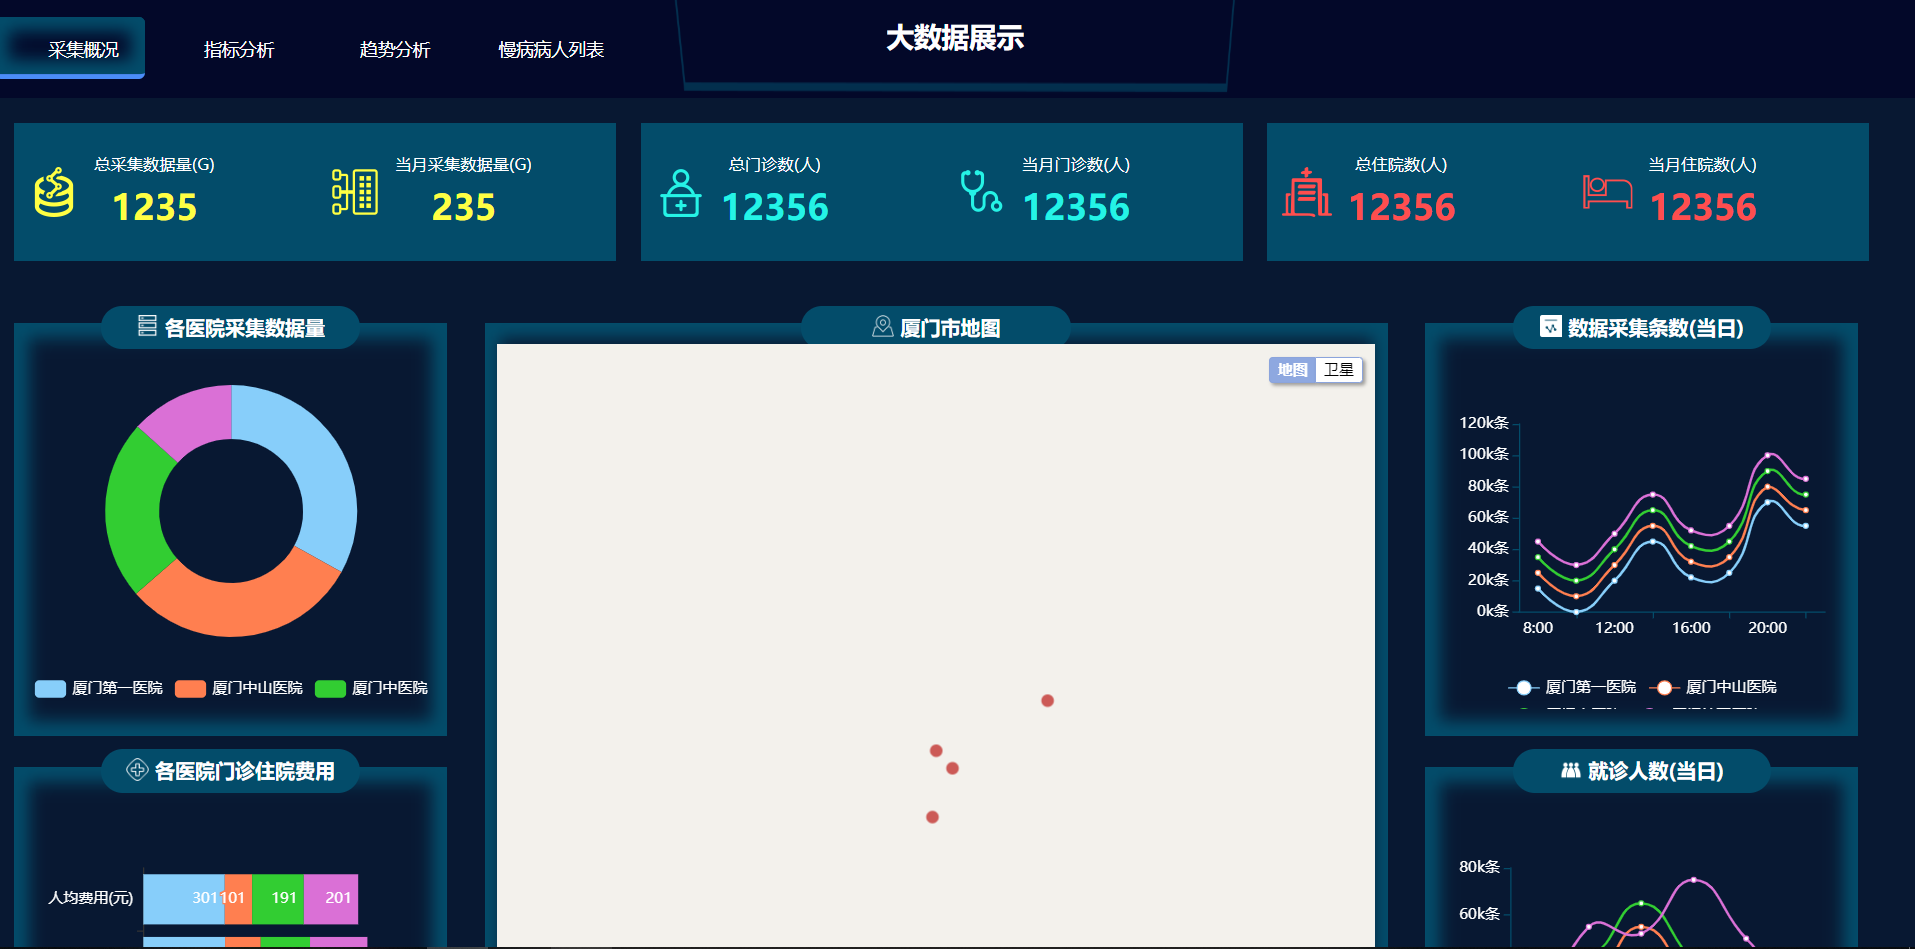 采集概况
指标分析
趋势分析
慢病病人列表
大数据展示
总采集数据量(G)
1235
当月采集数据量(G)
235
总门诊数(人)
12356
当月门诊数(人)
12356
总住院数(人)
12356
当月住院数(人)
12356
各医院采集数据量
厦门第一医院
厦门中山医院
厦门中医院
各医院门诊住院费用
人均费用(元)
301
101
191
201
厦门市地图
地图
卫星
数据采集条数(当日)
120k条
100k条
80k条
60k条
40k条
20k条
0k条
8:00
12:00
16:00
20:00
厦门第一医院
厦门中山医院
就诊人数(当日)
80k条
60k条